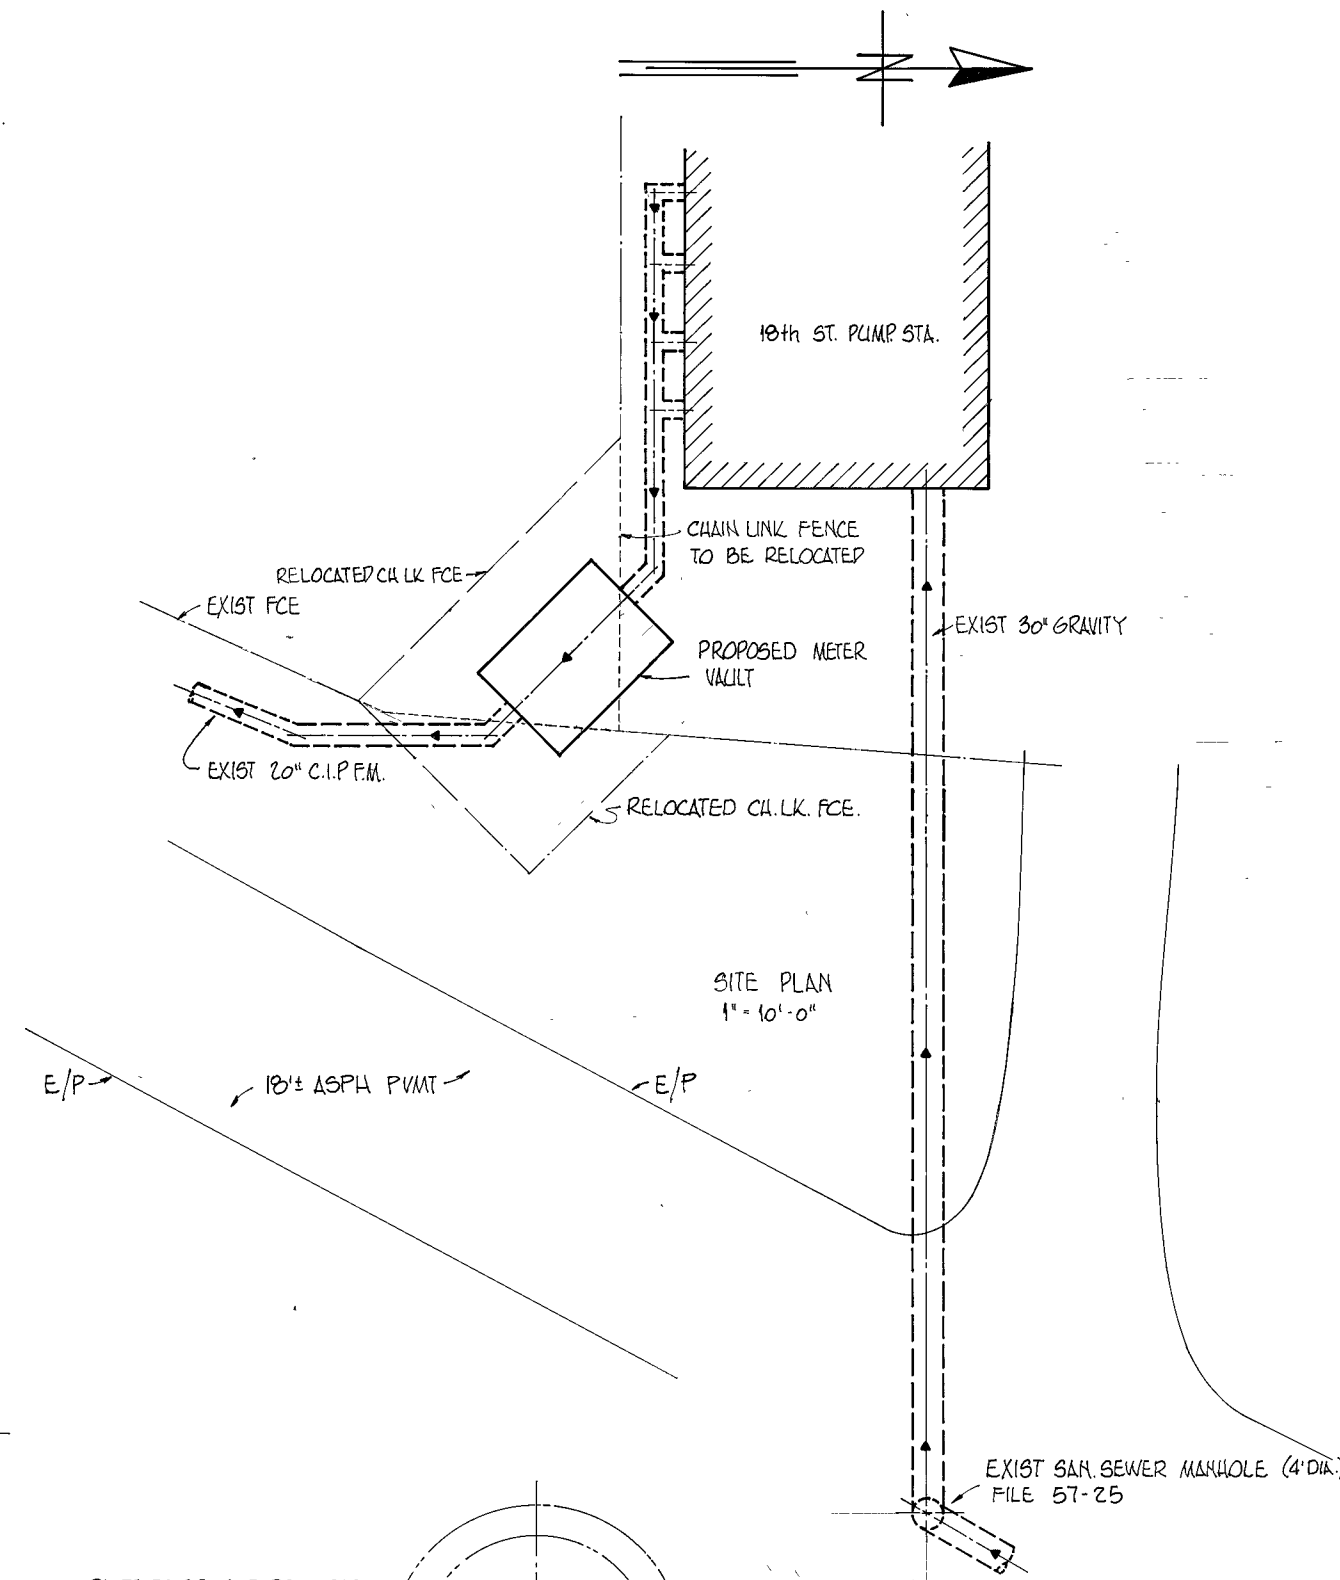 N
18th ST. PUMP. STA.
CHAIN LINK FENCE
TO BE RELOCATED
RELOCATED CH LK FCE
EXIST FCE
EXIST 30" GRAVITY
PROPOSED METER
VAULT
EXIST 20" C.I.P F.M.
RELOCATED CH. LK. FCE.
SITE PLAN
1" = 10'-0"
E/P
18'± ASPH PVMT
E/P
EXIST SAN. SEWER MANHOLE (4' DIA.)
FILE 57-25